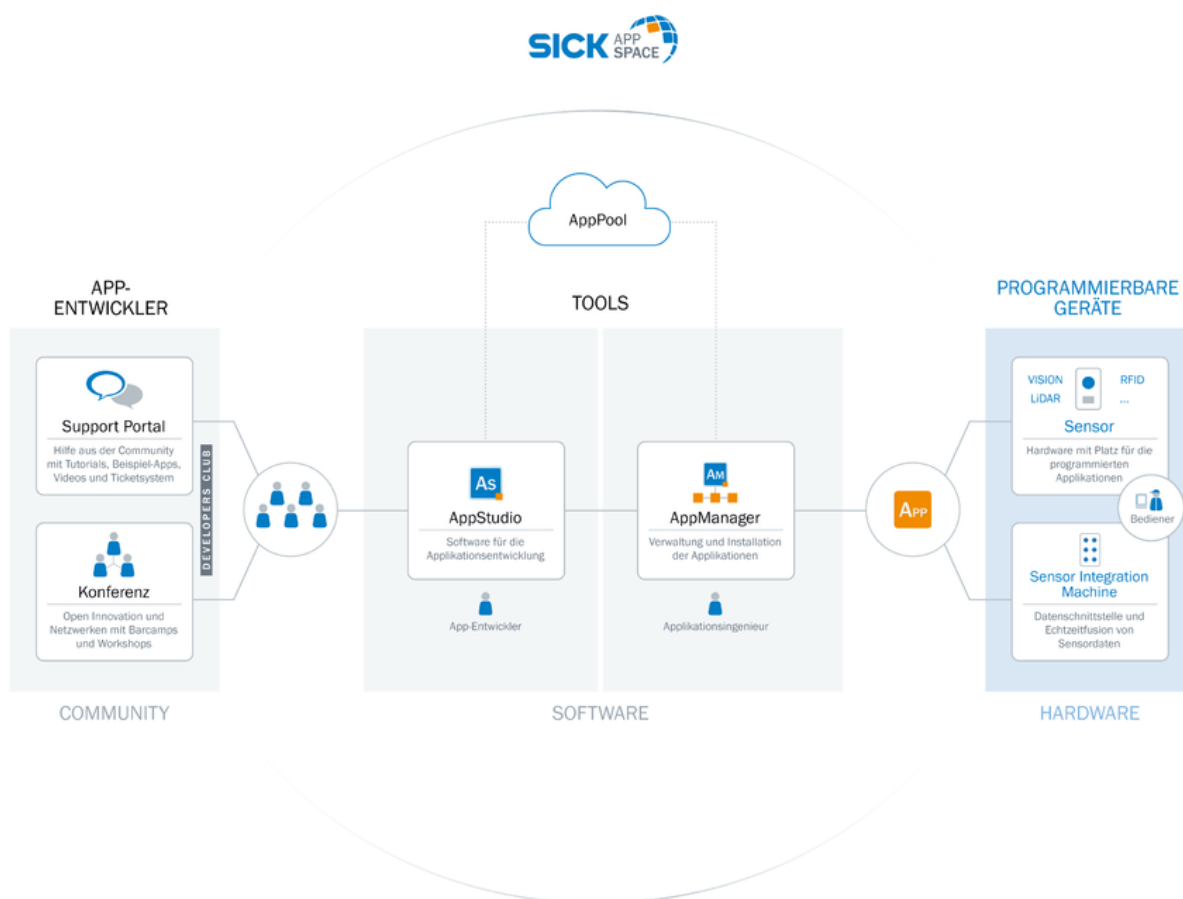 SICK APP
SPACE
AppPool
APP-
ENTWICKLER
TOOLS
PROGRAMMIERBARE
GERÄTE
Support Portal
Hilfe aus der Community
mit Tutorials, Beispiel-Apps,
Videos und Ticketsystem
Konferenz
Open Innovation und
Netzwerken mit Barcamps
und Workshops
DEVELOPERS CLUB
As
AppStudio
Software für die
Applikationsentwicklung
App-Entwickler
AM
AppManager
Verwaltung und Installation
der Applikationen
Applikationsingenieur
APP
VISION
RFID
LiDAR
...
Sensor
Hardware mit Platz für die
programmierten
Applikationen
Bediener
Sensor Integration
Machine
Datenschnittstelle und
Echtzeitfusion von
Sensordaten
COMMUNITY
SOFTWARE
HARDWARE